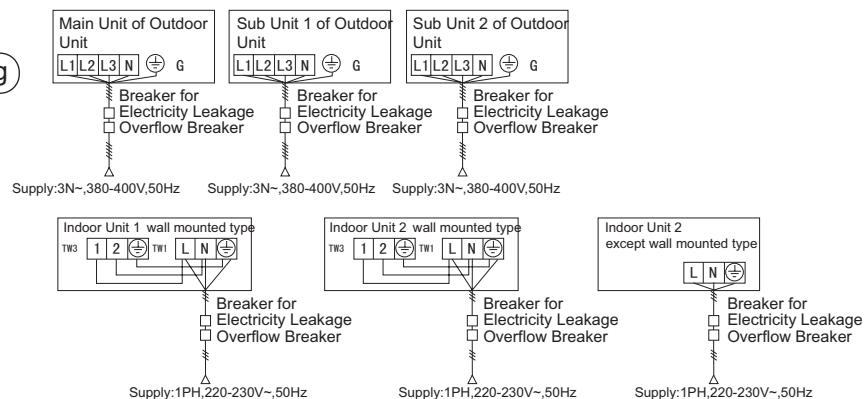 g
Main Unit of Outdoor
Unit
L1 L2 L3 N G
Breaker for
Electricity Leakage
Overflow Breaker
Supply:3N~,380-400V,50Hz
Sub Unit 1 of Outdoor
Unit
L1 L2 L3 N G
Breaker for
Electricity Leakage
Overflow Breaker
Supply:3N~,380-400V,50Hz
Sub Unit 2 of Outdoor
Unit
L1 L2 L3 N G
Breaker for
Electricity Leakage
Overflow Breaker
Supply:3N~,380-400V,50Hz
Indoor Unit 1 wall mounted type
TW3 1 2 TW1 L N
Breaker for
Electricity Leakage
Overflow Breaker
Supply:1PH,220-230V~,50Hz
Indoor Unit 2 wall mounted type
TW3 1 2 TW1 L N
Breaker for
Electricity Leakage
Overflow Breaker
Supply:1PH,220-230V~,50Hz
Indoor Unit 2
except wall mounted type
L N
Breaker for
Electricity Leakage
Overflow Breaker
Supply:1PH,220-230V~,50Hz